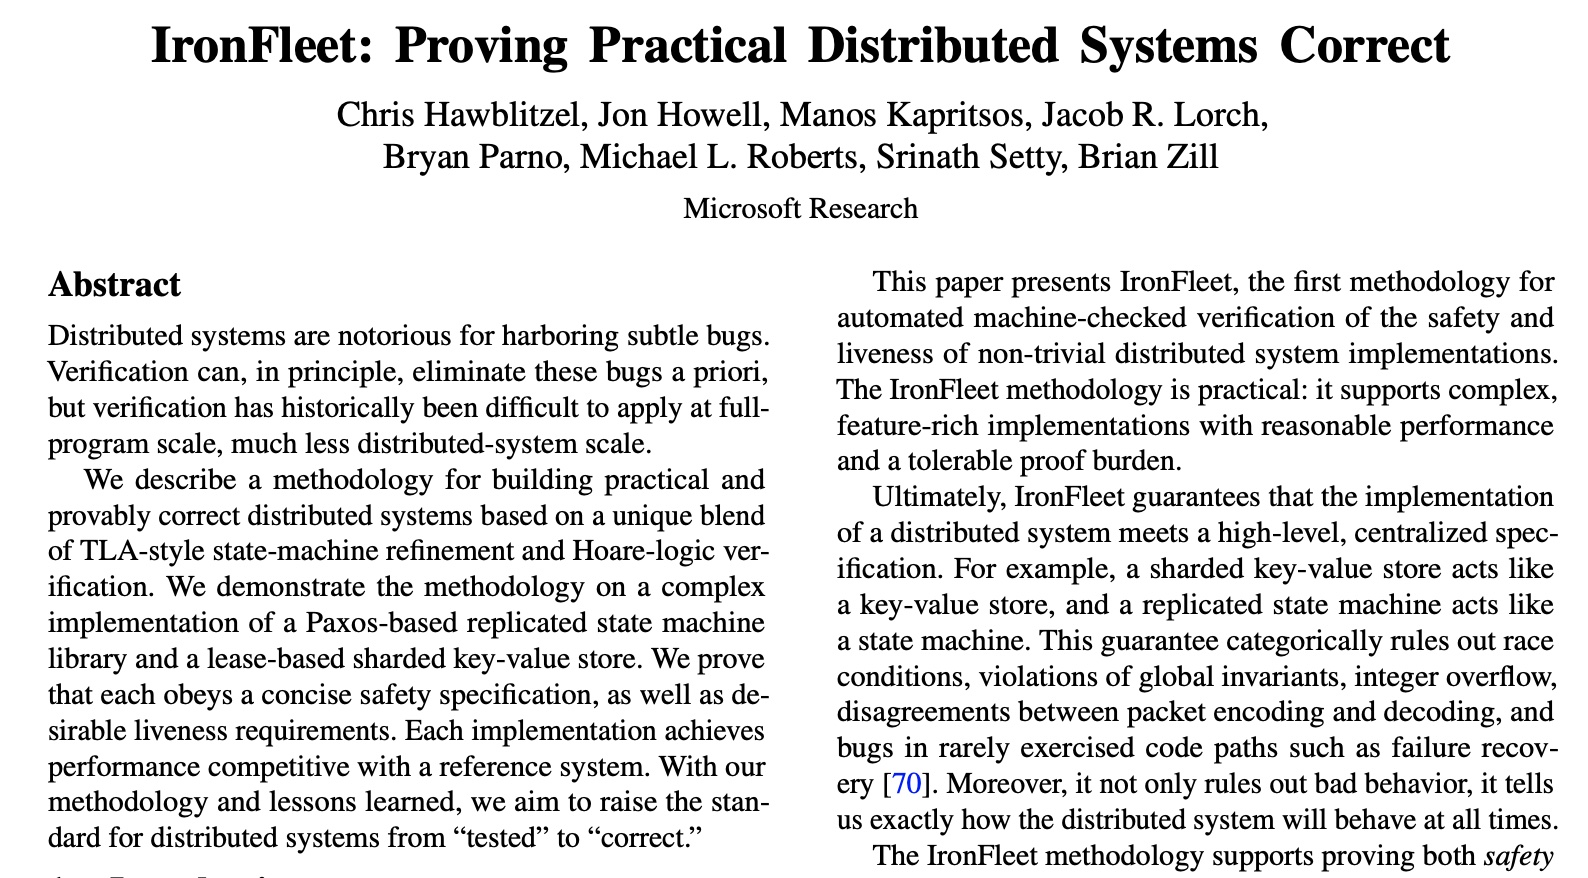 IronFleet: Proving Practical Distributed Systems Correct
Chris Hawblitzel, Jon Howell, Manos Kapritsos, Jacob R. Lorch,
Bryan Parno, Michael L. Roberts, Srinath Setty, Brian Zill
Microsoft Research
Abstract
Distributed systems are notorious for harboring subtle bugs.
Verification can, in principle, eliminate these bugs a priori,
but verification has historically been difficult to apply at full-
program scale, much less distributed-system scale.
We describe a methodology for building practical and
provably correct distributed systems based on a unique blend
of TLA-style state-machine refinement and Hoare-logic ver-
ification. We demonstrate the methodology on a complex
implementation of a Paxos-based replicated state machine
library and a lease-based sharded key-value store. We prove
that each obeys a concise safety specification, as well as de-
sirable liveness requirements. Each implementation achieves
performance competitive with a reference system. With our
methodology and lessons learned, we aim to raise the stan-
dard for distributed systems from “tested” to “correct.”
This paper presents IronFleet, the first methodology for
automated machine-checked verification of the safety and
liveness of non-trivial distributed system implementations.
The IronFleet methodology is practical: it supports complex,
feature-rich implementations with reasonable performance
and a tolerable proof burden.
Ultimately, IronFleet guarantees that the implementation
of a distributed system meets a high-level, centralized spec-
ification. For example, a sharded key-value store acts like
a key-value store, and a replicated state machine acts like
a state machine. This guarantee categorically rules out race
conditions, violations of global invariants, integer overflow,
disagreements between packet encoding and decoding, and
bugs in rarely exercised code paths such as failure recov-
ery [70]. Moreover, it not only rules out bad behavior, it tells
us exactly how the distributed system will behave at all times.
The IronFleet methodology supports proving both safety